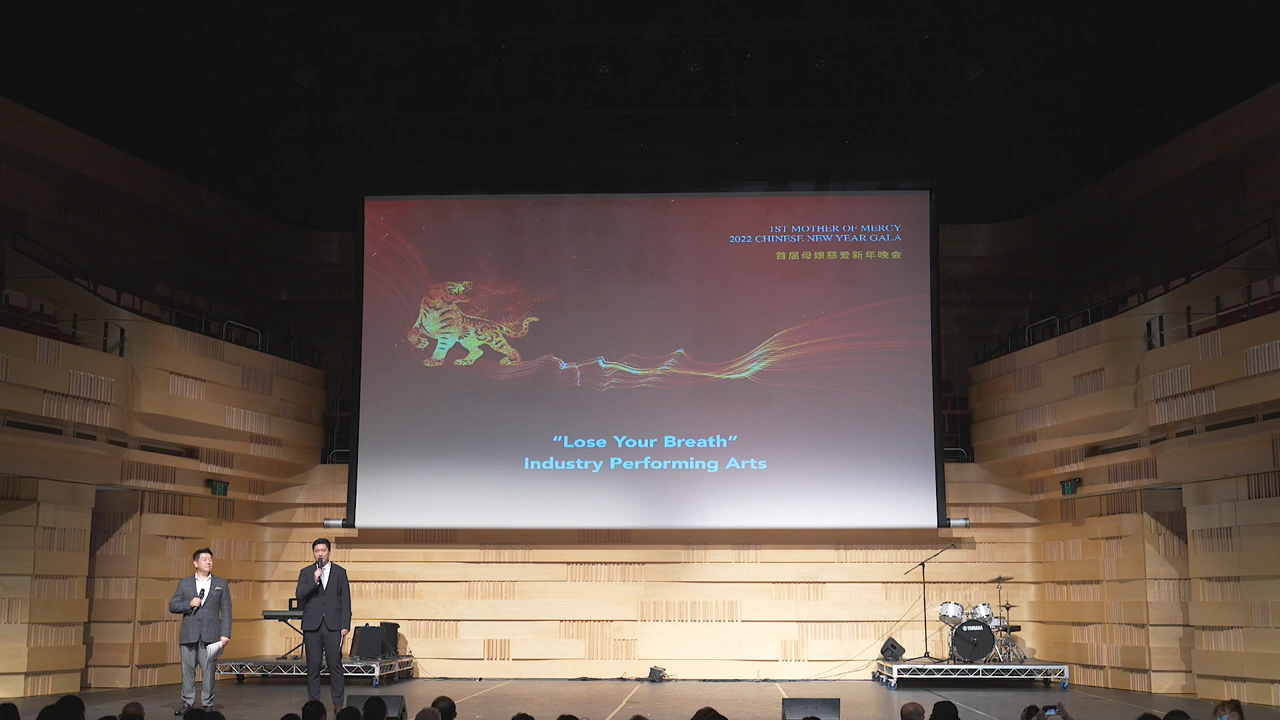 1ST MOTHER OF MERCY
2022 CHINESE NEW YEAR GALA
首届母娘慈爱新年晚会
“Lose Your Breath”
Industry Performing Arts
YAMAHA